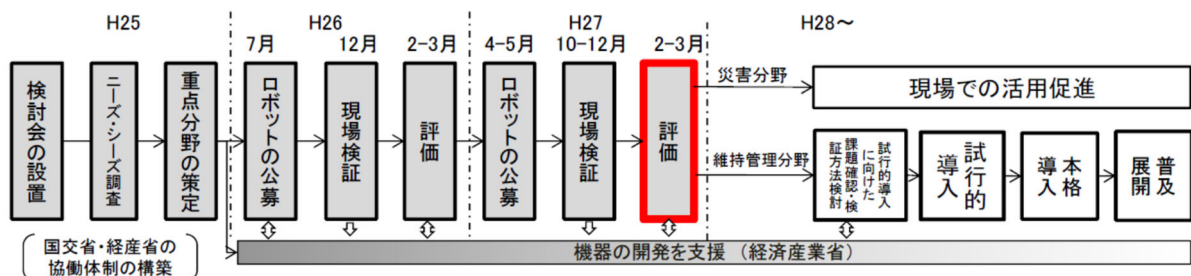 H25
H26
H27
H28～
7月
12月
2-3月
4-5月
10-12月
2-3月
検討会の設置
ニーズ・シーズ調査
重点分野の策定
ロボットの公募
現場検証
評価
ロボットの公募
現場検証
評価
災害分野
現場での活用促進
維持管理分野
試行的導入
に向けた
課題確認・検
証方法検討
試行的
導入
本格
導入
普及
展開
国交省・経産省の
協働体制の構築
機器の開発を支援 （経済産業省）